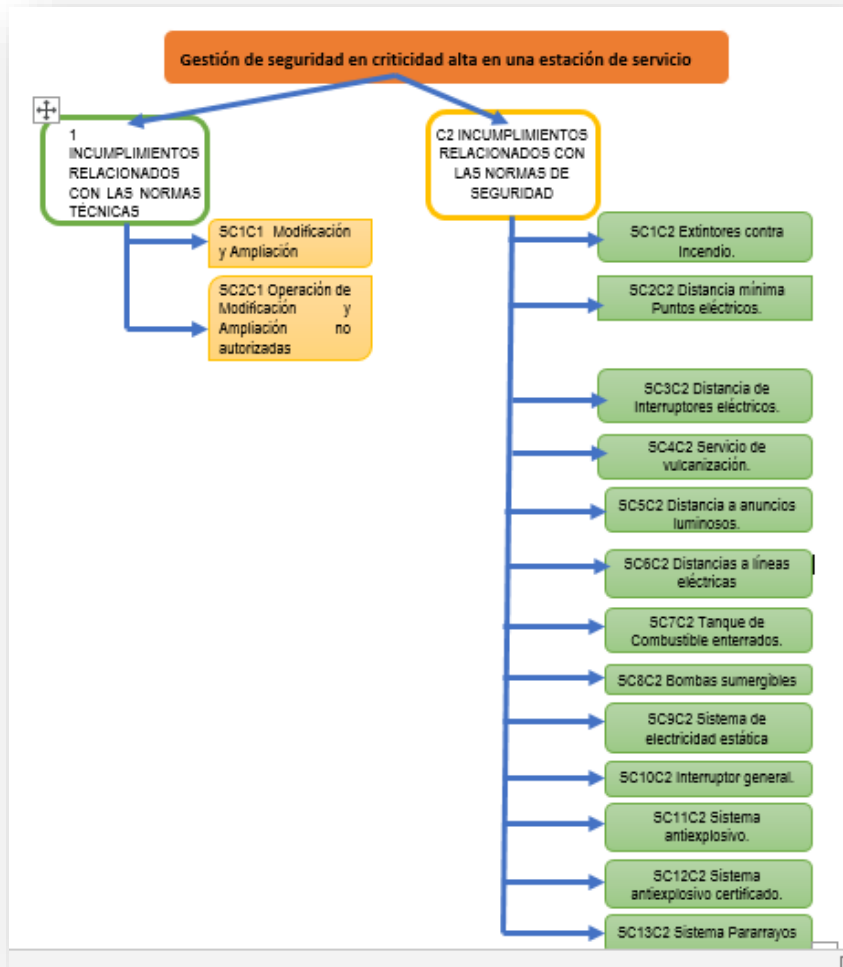 Gestión de seguridad en criticidad alta en una estación de servicio
1
INCUMPLIMIENTOS
RELACIONADOS
CON LAS NORMAS
TÉCNICAS
SC1C1 Modificación
y Ampliación
SC2C1 Operación de
Modificación y
Ampliación no
autorizadas
C2 INCUMPLIMIENTOS
RELACIONADOS CON
LAS NORMAS DE
SEGURIDAD
SC1C2 Extintores contra
Incendio.
SC2C2 Distancia mínima
Puntos eléctricos.
SC3C2 Distancia de
Interruptores eléctricos.
SC4C2 Servicio de
vulcanización.
SC5C2 Distancia a anuncios
luminosos.
SC6C2 Distancias a líneas
eléctricas
SC7C2 Tanque de
Combustible enterrados.
SC8C2 Bombas sumergibles
SC9C2 Sistema de
electricidad estática
SC10C2 Interruptor general.
SC11C2 Sistema
antiexplosivo.
SC12C2 Sistema
antiexplosivo certificado.
SC13C2 Sistema Pararrayos